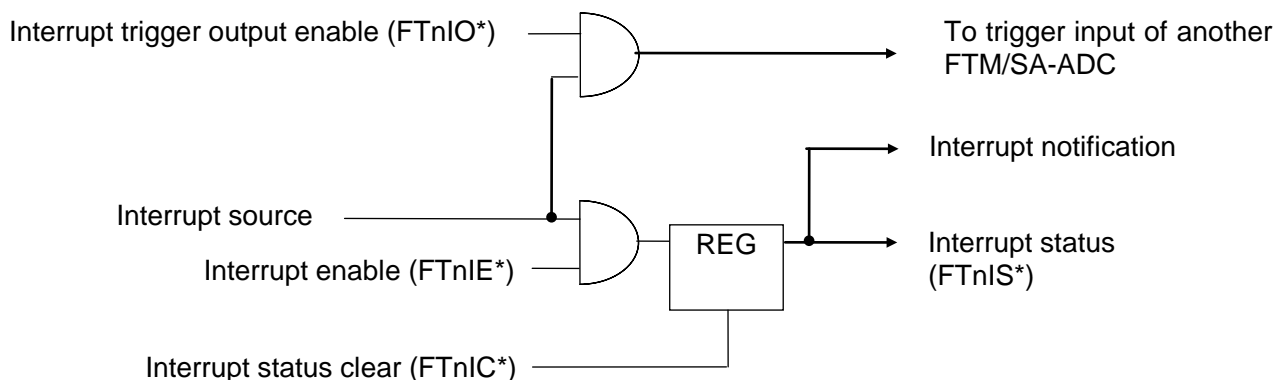 Interrupt trigger output enable (FTnIO*)
To trigger input of another
FTM/SA-ADC
Interrupt notification
Interrupt source
REG
Interrupt status
(FTnIS*)
Interrupt enable (FTnIE*)
Interrupt status clear (FTnIC*)